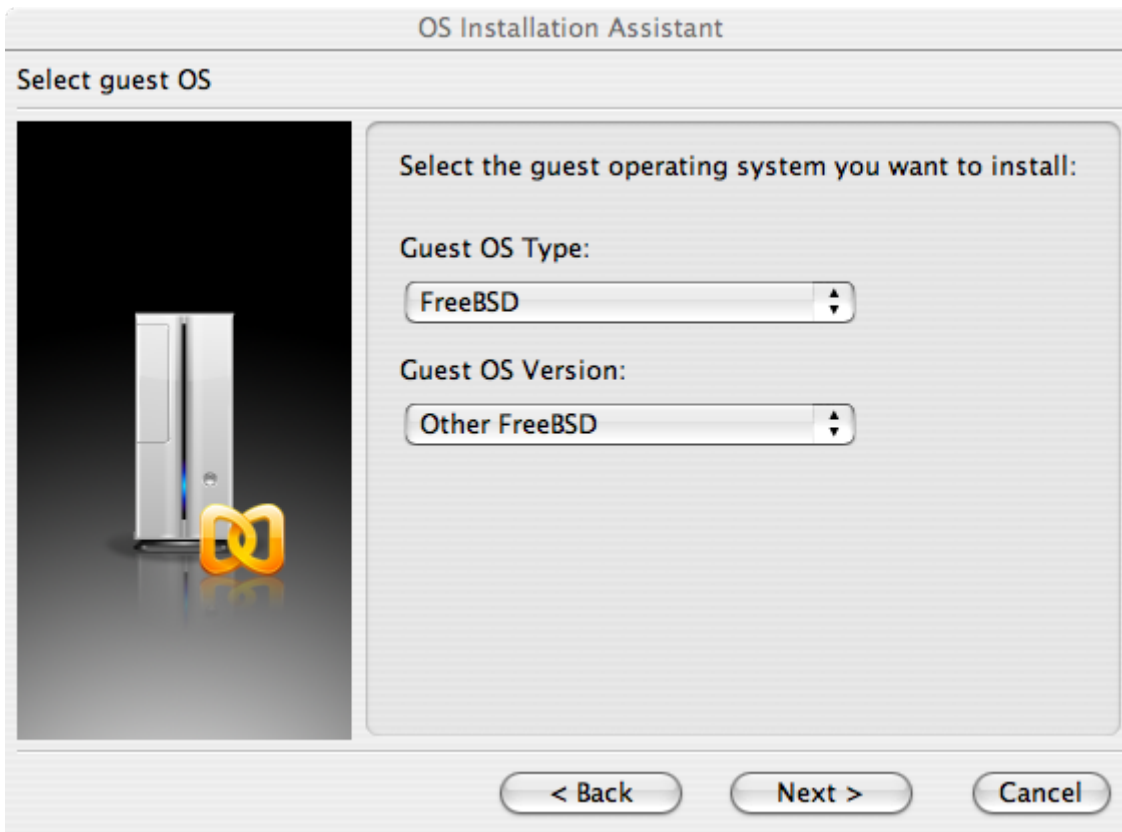 OS Installation Assistant
Select guest OS
Select the guest operating system you want to install:
Guest OS Type:
FreeBSD
Guest OS Version:
Other FreeBSD
< Back Next > Cancel